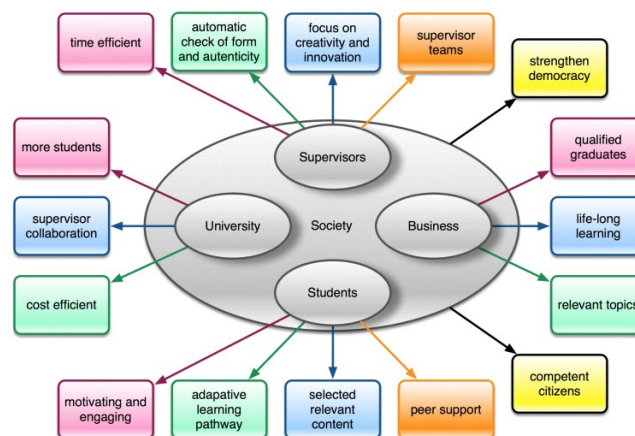 time efficient
automatic
check of form
and autenticity
focus on
creativity and
innovation
supervisor
teams
strengthen
democracy
Supervisors
more students
qualified
graduates
supervisor
collaboration
University
Society
Business
life-long
learning
cost efficient
Students
relevant topics
motivating and
engaging
adapative
learning
pathway
selected
relevant
content
peer support
competent
citizens